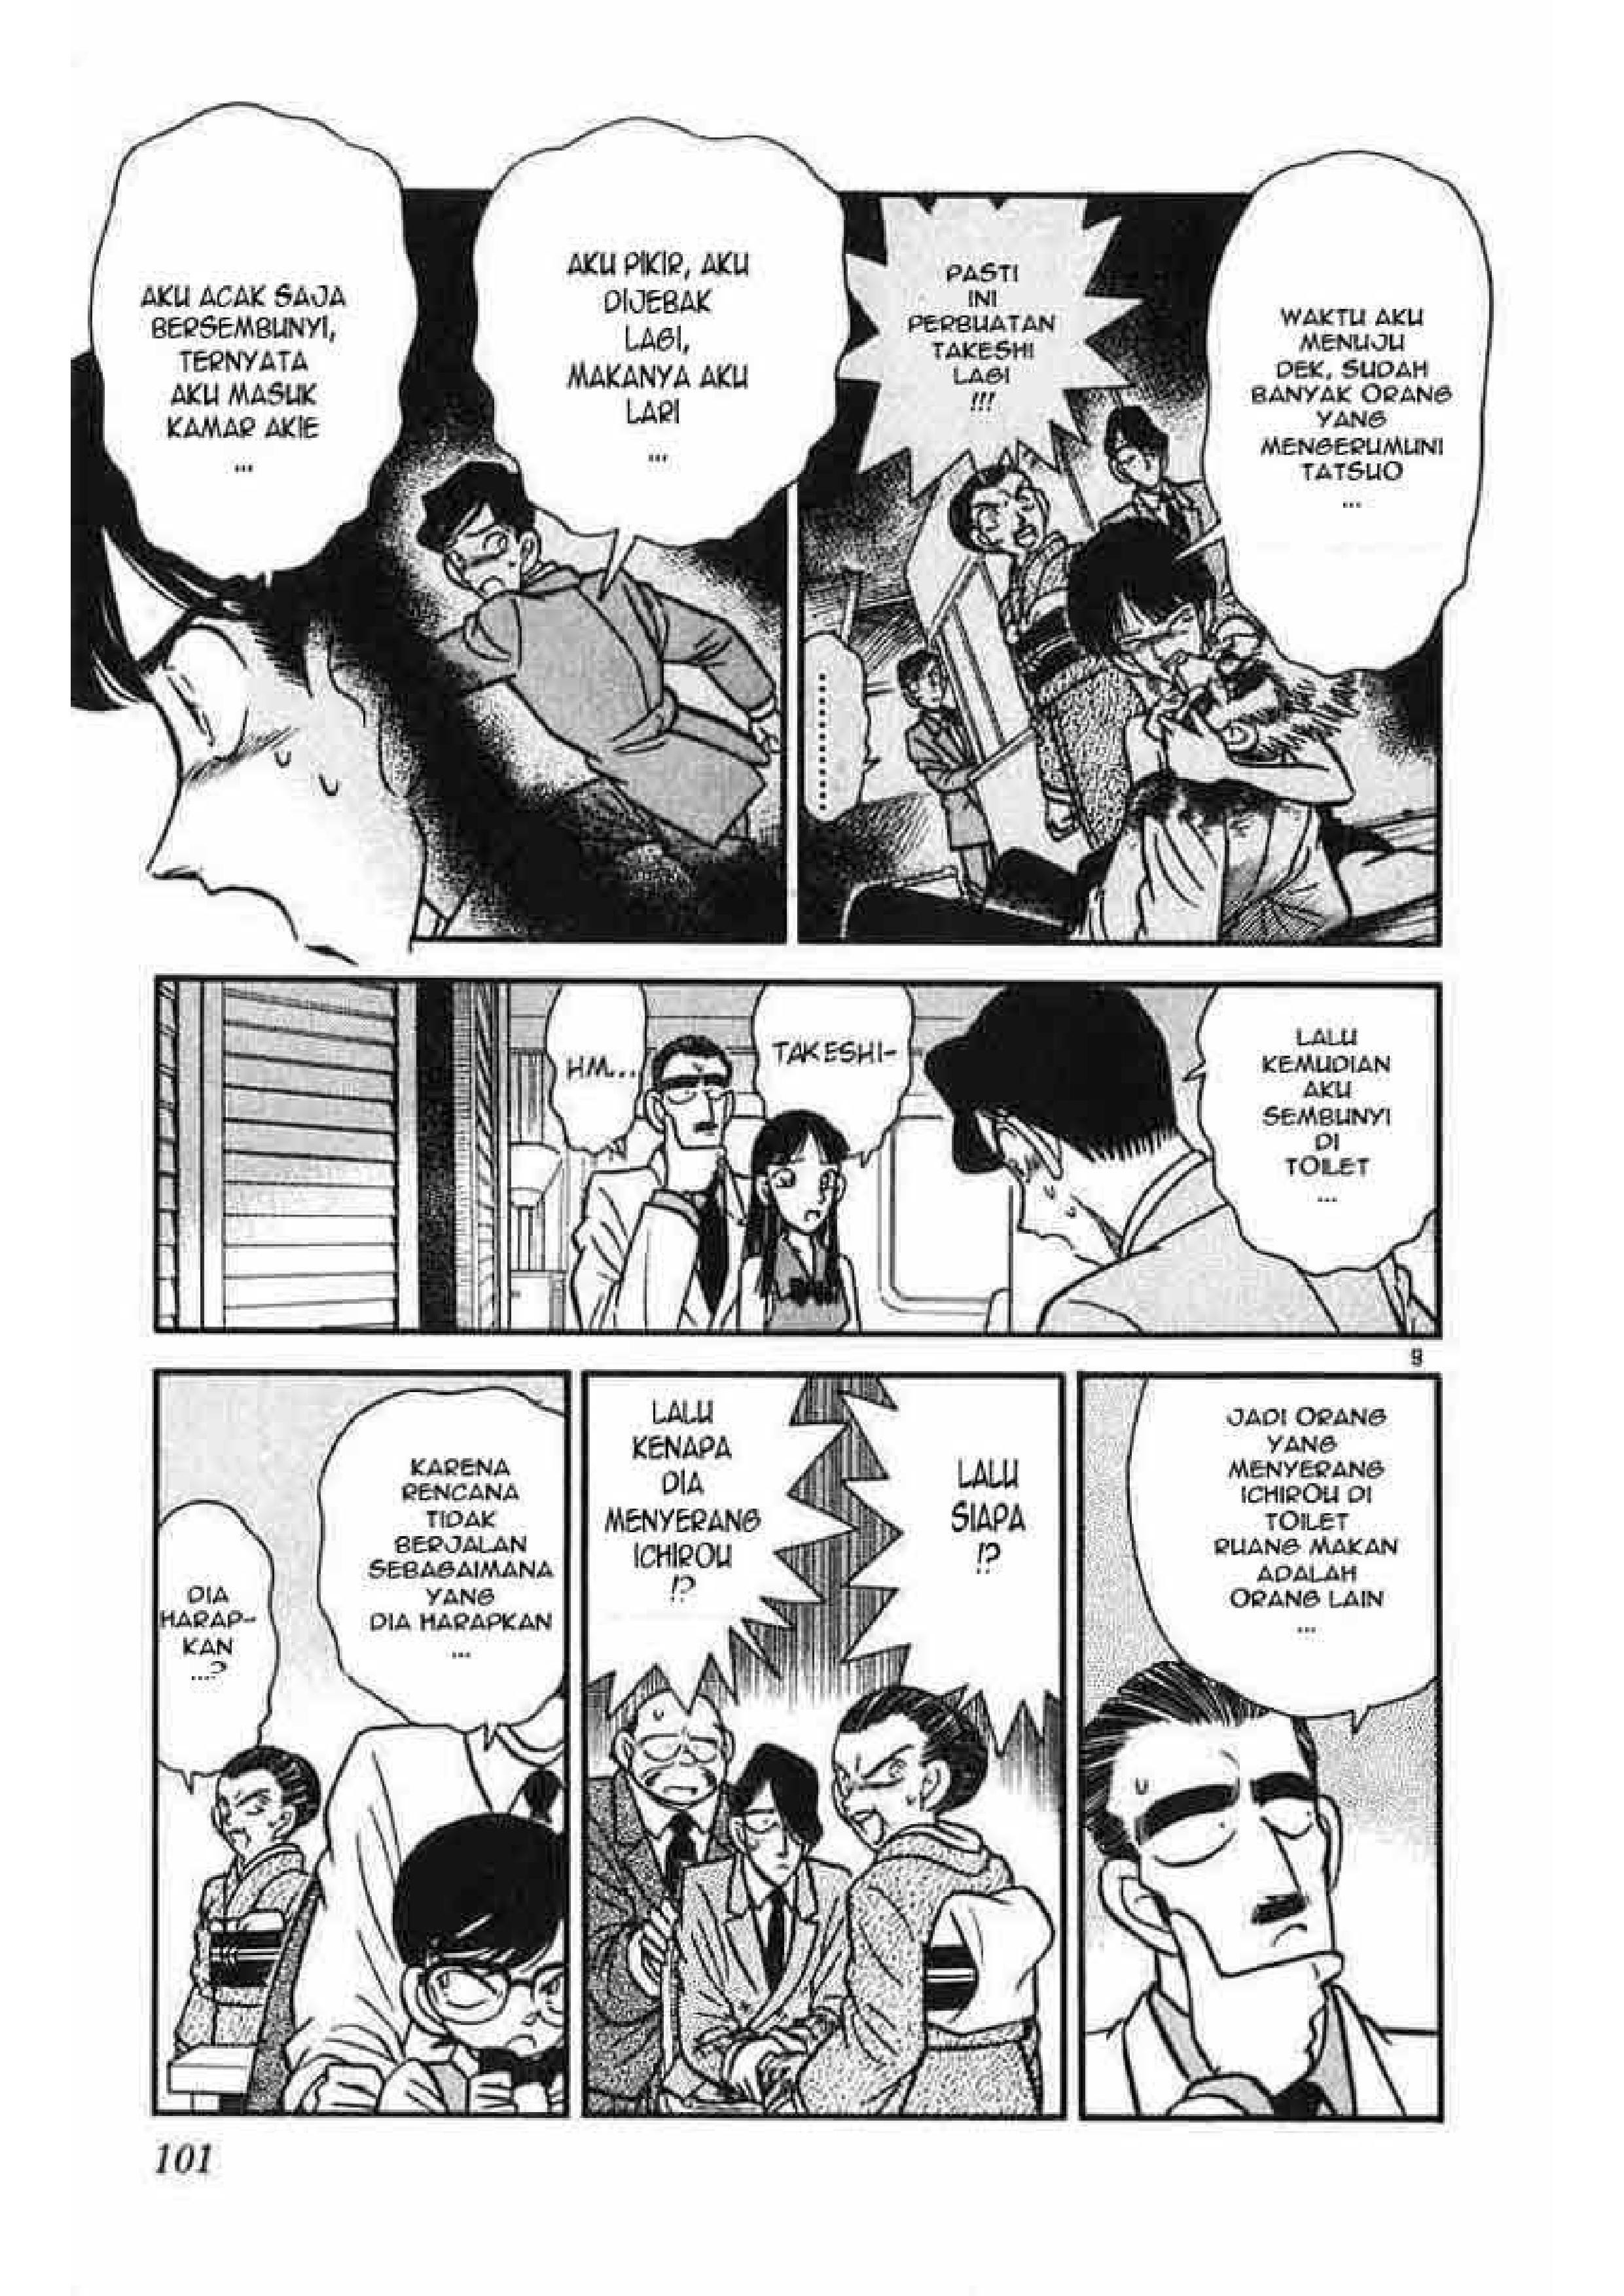 WAKTU AKU
MENUJU
DEK, SUDAH
BANYAK ORANG
YANG
MENGERUMUNI
TATSUO
...
PASTI
INI
PERBUATAN
TAKESHI
LAGI
!!!
..........
AKU PIKIR, AKU
DIJEBAK
LAGI,
MAKANYA AKU
LARI
...
AKU ACAK SAJA
BERSEMBUNYI,
TERNYATA
AKU MASUK
KAMAR AKIE
...
LALU
KEMUDIAN
AKU
SEMBUNYI
DI
TOILET
...
TAKESHI-
HM...
9
JADI ORANG
YANG
MENYERANG
ICHIROU DI
TOILET
RUANG MAKAN
ADALAH
ORANG LAIN
...
LALU
SIAPA
!?
LALU
KENAPA
DIA
MENYERANG
ICHIROU
!?
KARENA
RENCANA
TIDAK
BERJALAN
SEBAGAIMANA
YANG
DIA HARAPKAN
...
DIA
HARAP-
KAN
...?
101